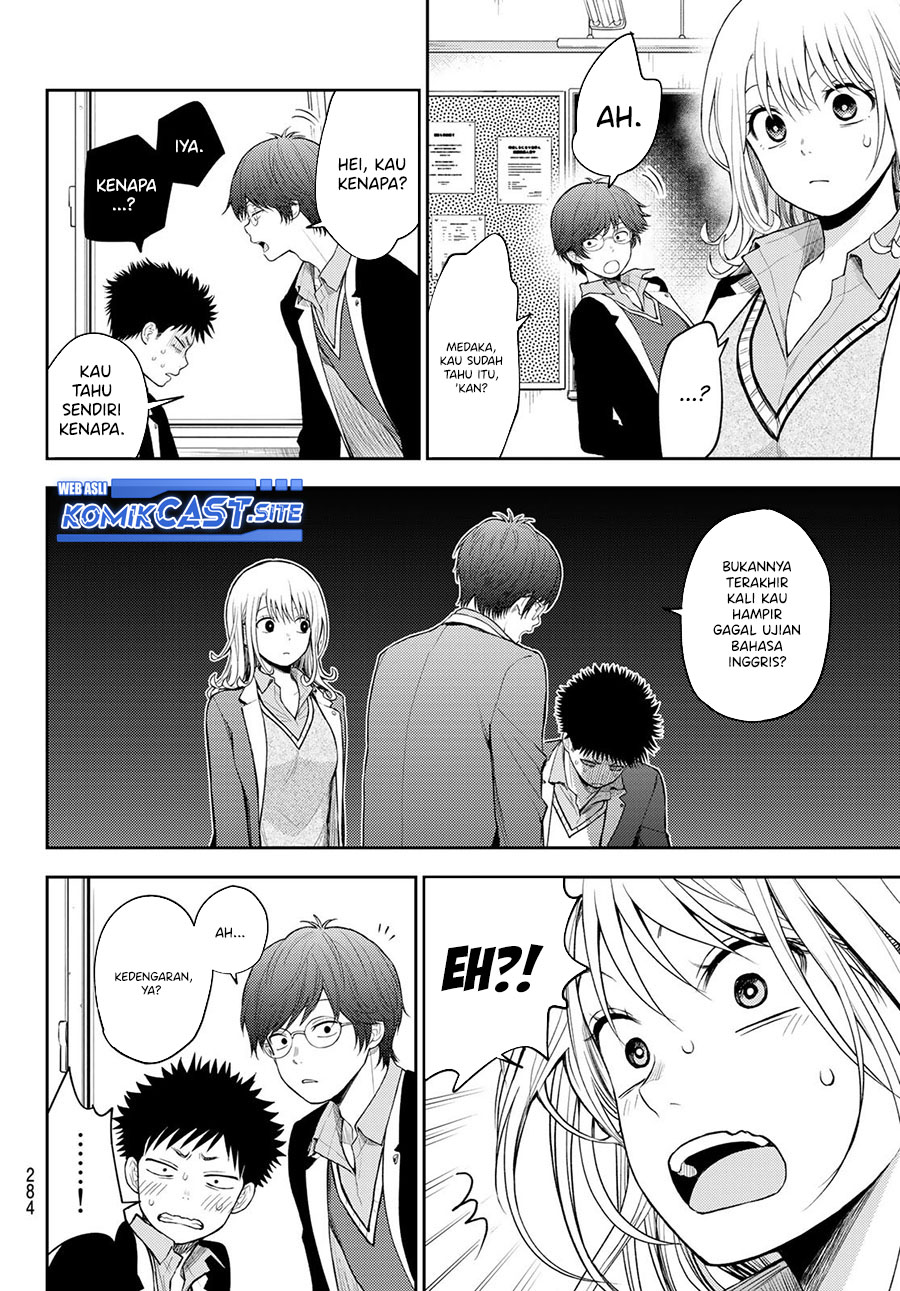 AH.
MEDAKA,
KAU SUDAH
TAHU ITU,
'KAN?
...?
HEI, KAU
KENAPA?
IYA.
KENAPA
...?
KAU
TAHU
SENDIRI
KENAPA.
WEB ASLI
KOMIKCAST.SITE
BUKANNYA
TERAKHIR
KALI KAU
HAMPIR
GAGAL UJIAN
BAHASA
INGGRIS?
EH?!
AH...
KEDENGARAN,
YA?
......!
284